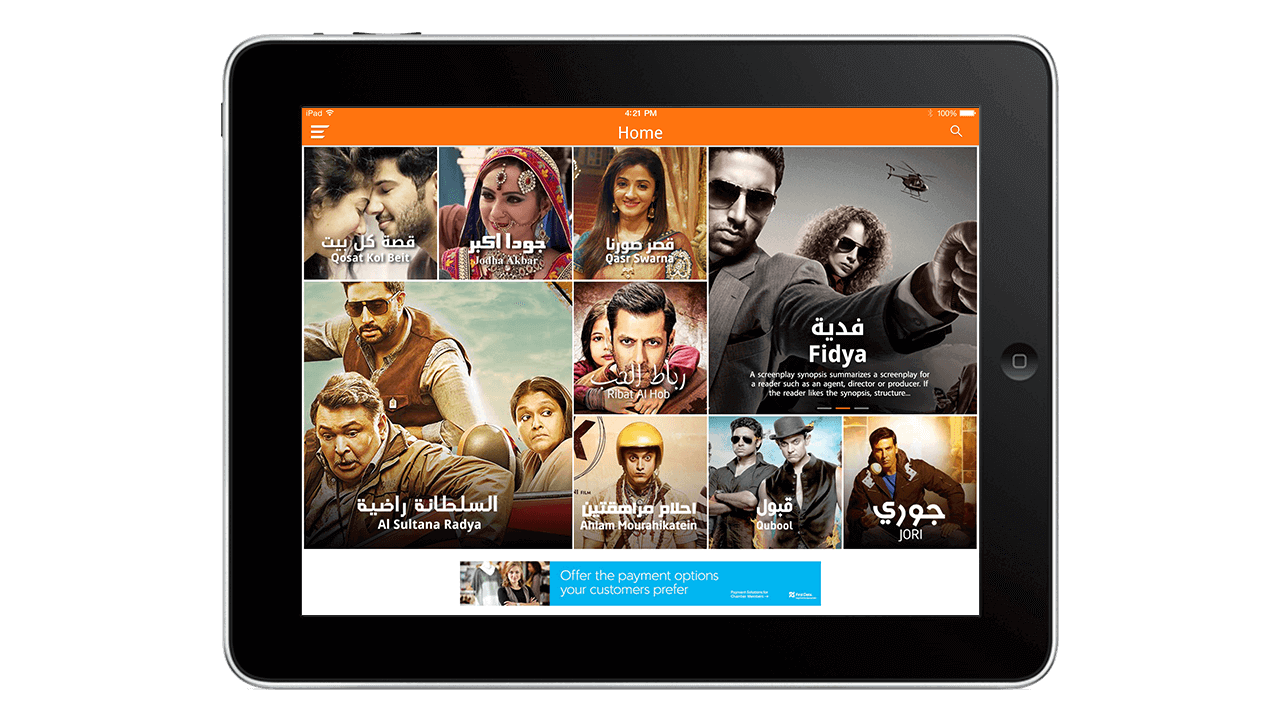 iPad
4:21 PM
100%
Home
قصة كل بيت
Qosat Kol Beit
جودا اكبر
Jodha Akbar
قصر صورنا
Qasr Swarna
فدية
Fidya
A screenplay synopsis summarizes a screenplay for
a reader such as an agent, director or producer. If
the reader likes the synopsis, structure...
رباط الحب
Ribat Al Hob
السلطانة راضية
Al Sultana Radya
FILM
احلام مراهقتين
Ahlam Mourahikatein
قبول
Qubool
جوري
JORI
Offer the payment options
your customers prefer
Payment Solutions for
Chamber Members
First Data